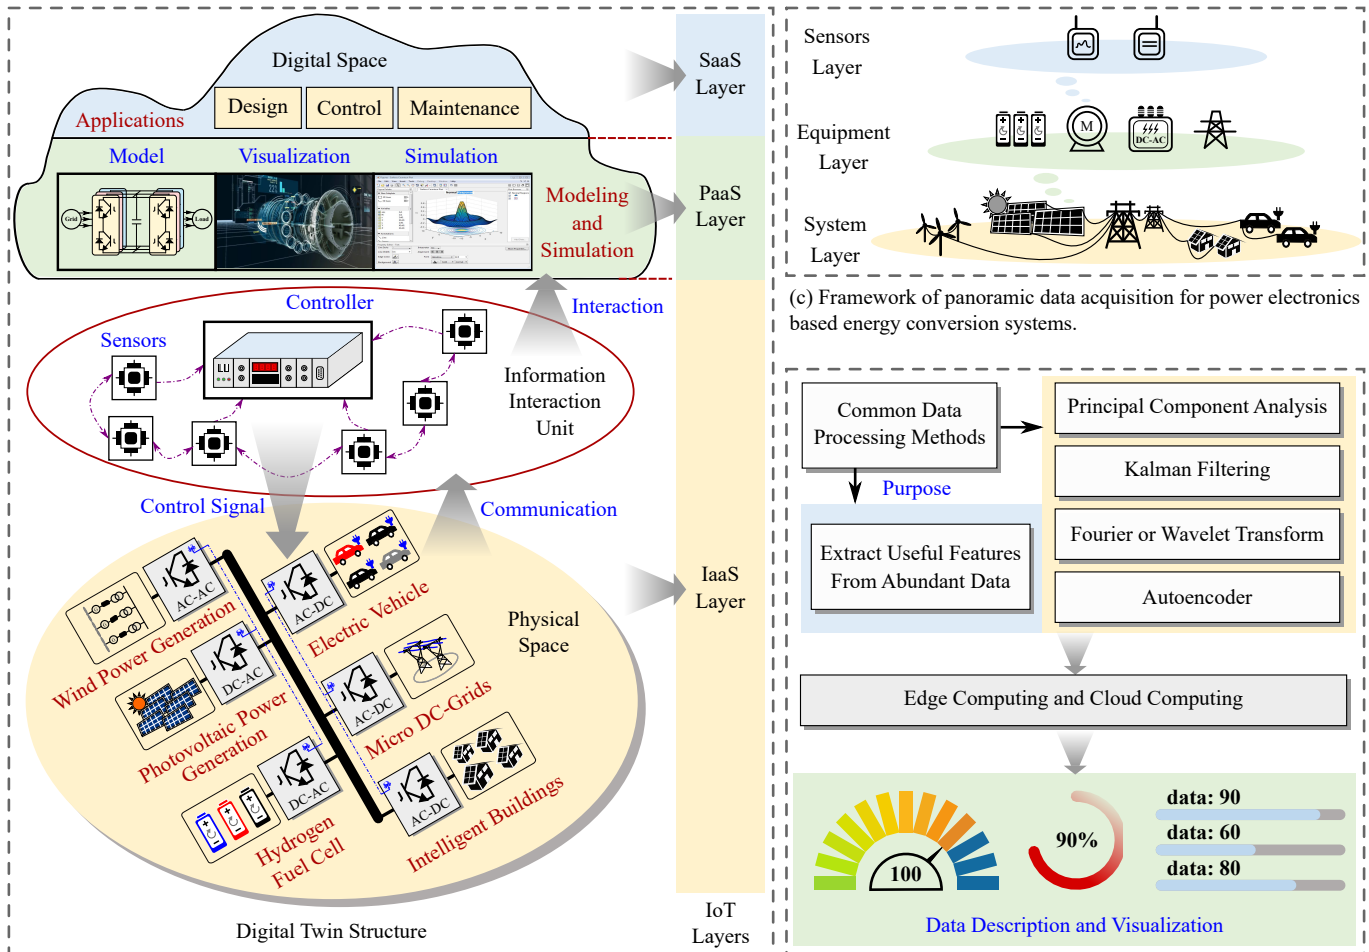 Digital Space
Design
Control
Maintenance
Applications
Model
Visualization
Simulation
Grid
Load
Modeling
and
Simulation
SaaS
Layer
PaaS
Layer
Controller
Interaction
Sensors
Information
Interaction
Unit
Control Signal
Communication
IaaS
Layer
AC-AC
Wind Power Generation
AC-DC
Electric Vehicle
Physical
Space
DC-AC
Photovoltaic Power
Generation
AC-DC
Micro DC-Grids
DC-AC
Hydrogen
Fuel Cell
AC-DC
Intelligent Buildings
Digital Twin Structure
IoT
Layers
Sensors
Layer
Equipment
Layer
M
DC-AC
System
Layer
(c) Framework of panoramic data acquisition for power electronics
based energy conversion systems.
Common Data
Processing Methods
Purpose
Extract Useful Features
From Abundant Data
Principal Component Analysis
Kalman Filtering
Fourier or Wavelet Transform
Autoencoder
Edge Computing and Cloud Computing
100
90%
data: 90
data: 60
data: 80
Data Description and Visualization